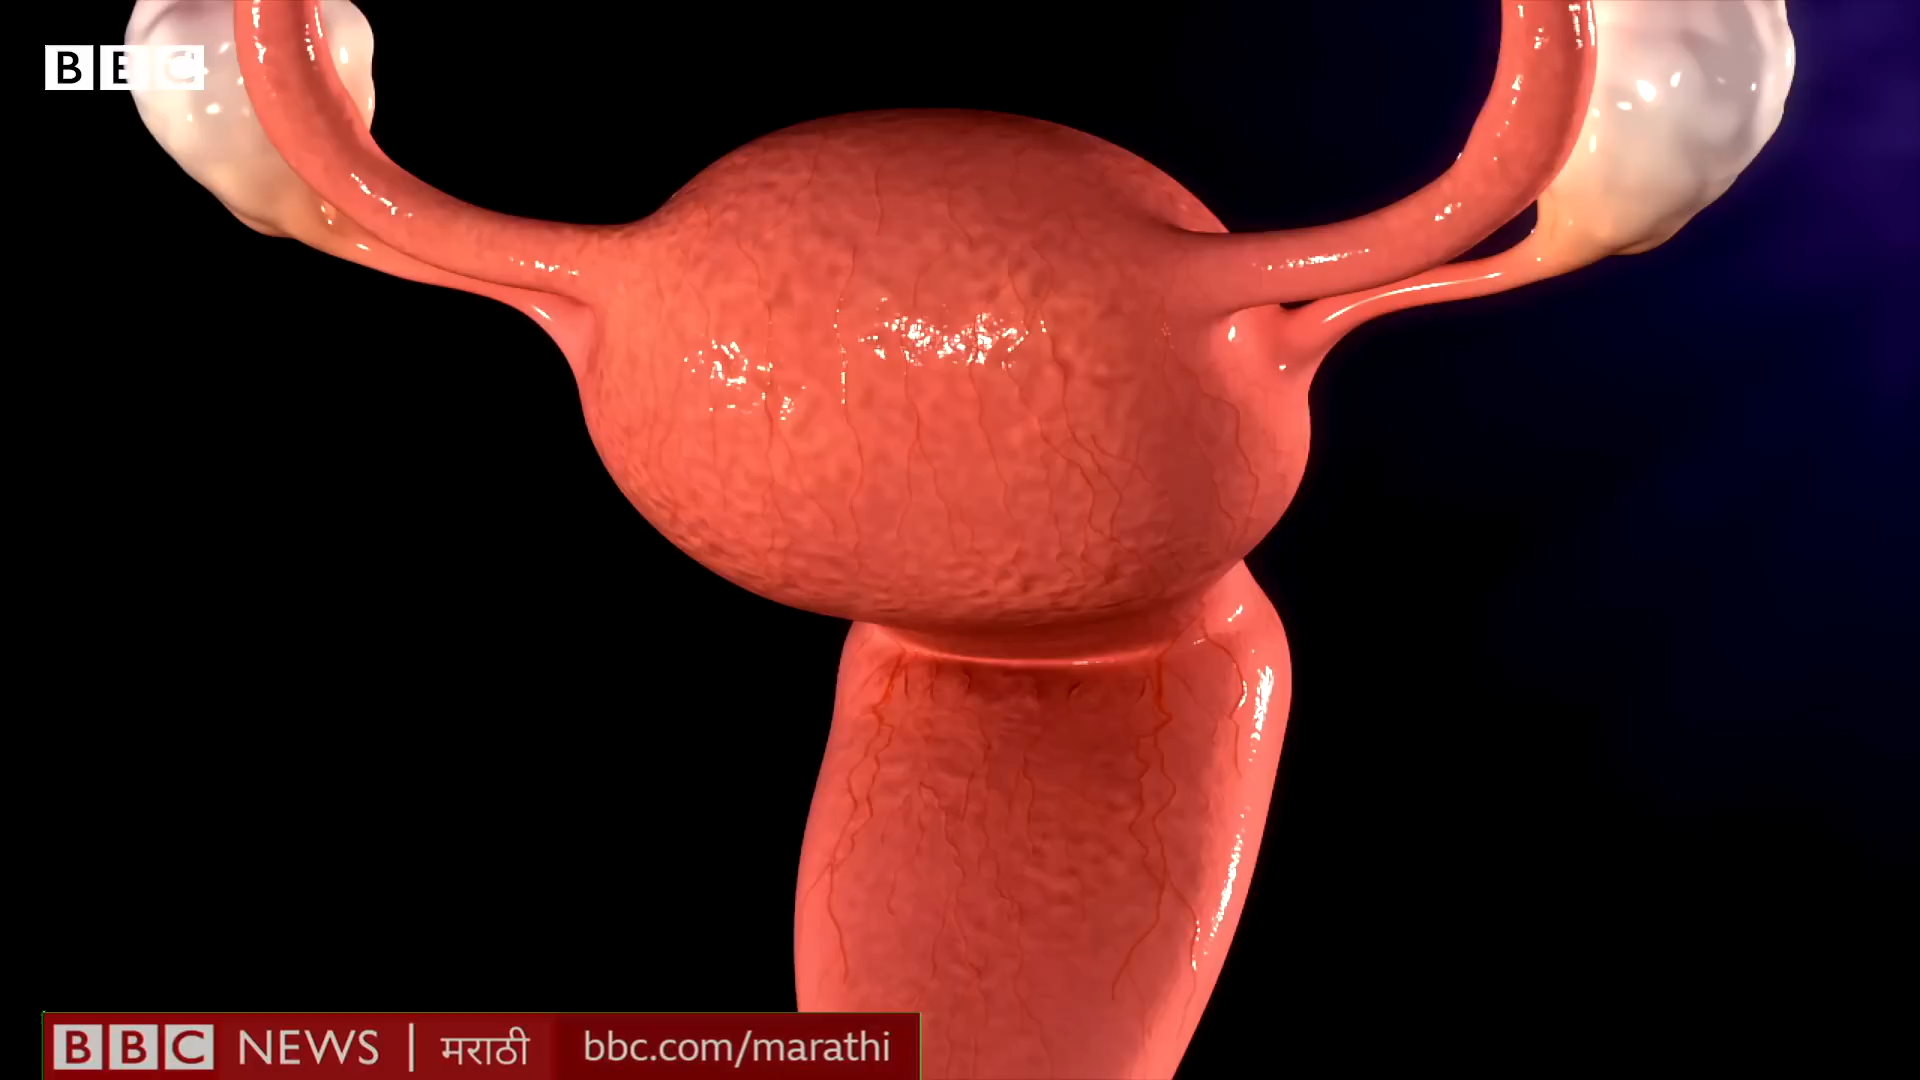 BBC
BBC NEWS | मराठी bbc.com/marathi